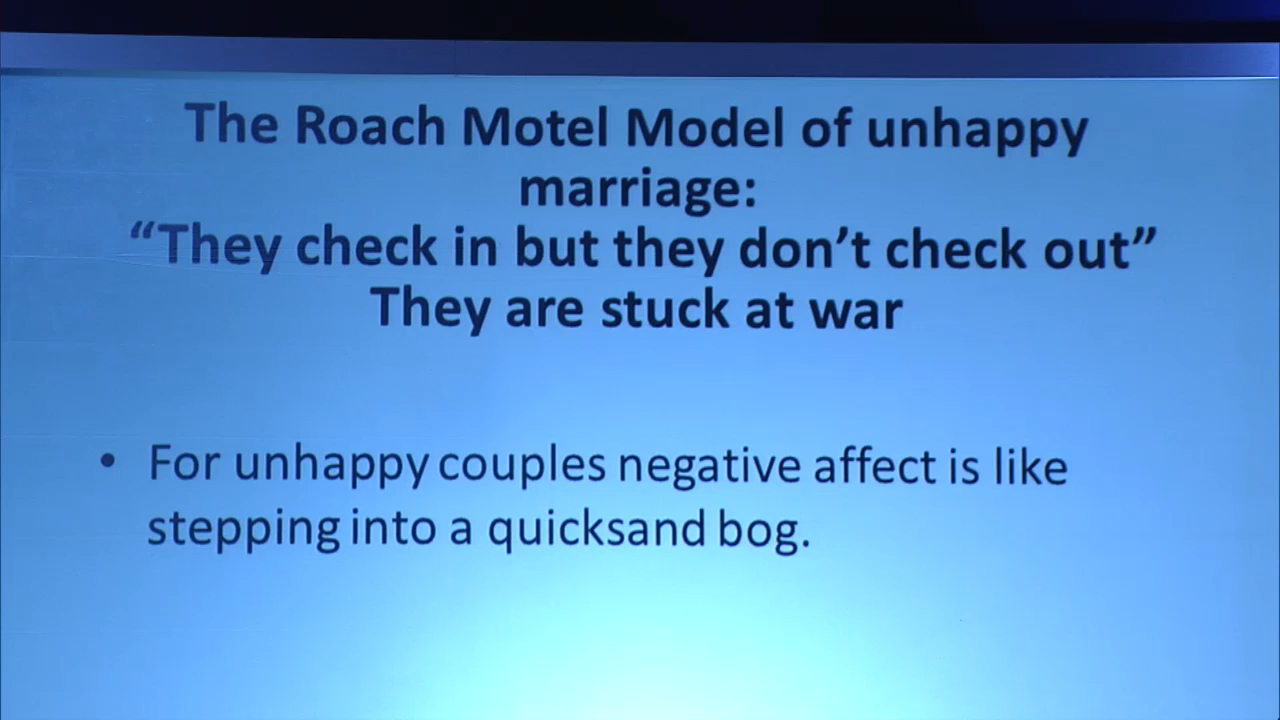 The Roach Motel Model of unhappy
marriage:
“They check in but they don’t check out”
They are stuck at war
• For unhappy couples negative affect is like
stepping into a quicksand bog.